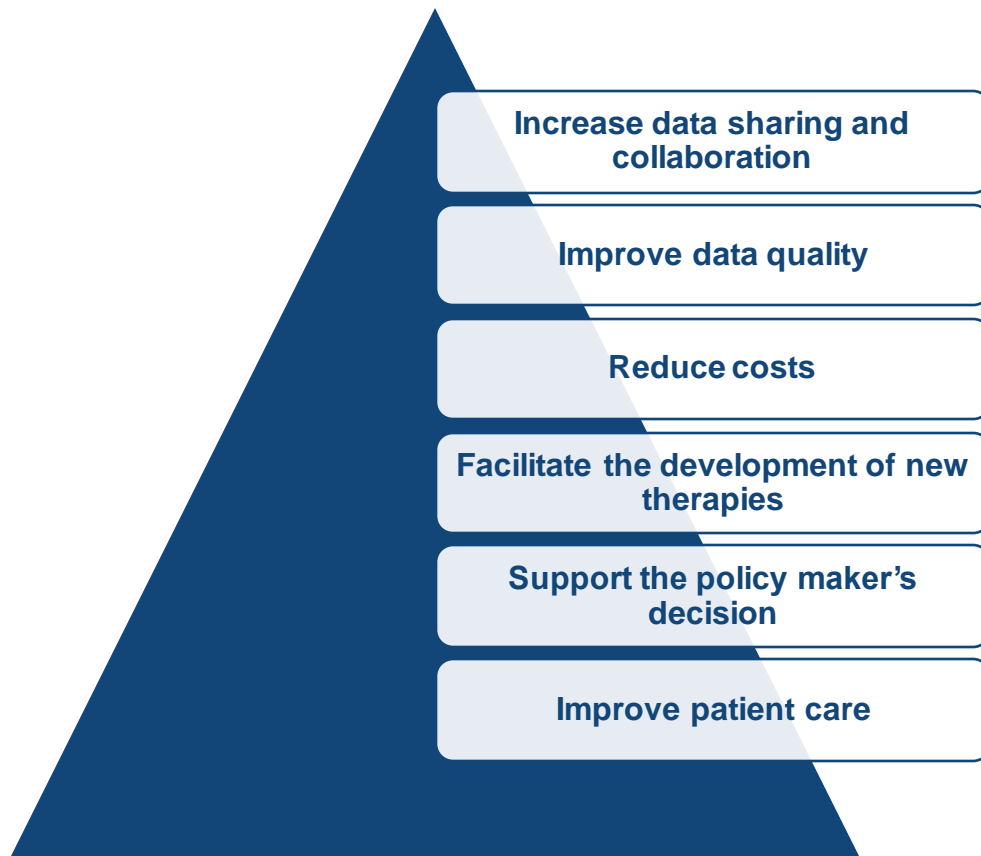 Increase data sharing and
collaboration
Improve data quality
Reduce costs
Facilitate the development of new
therapies
Support the policy maker’s
decision
Improve patient care